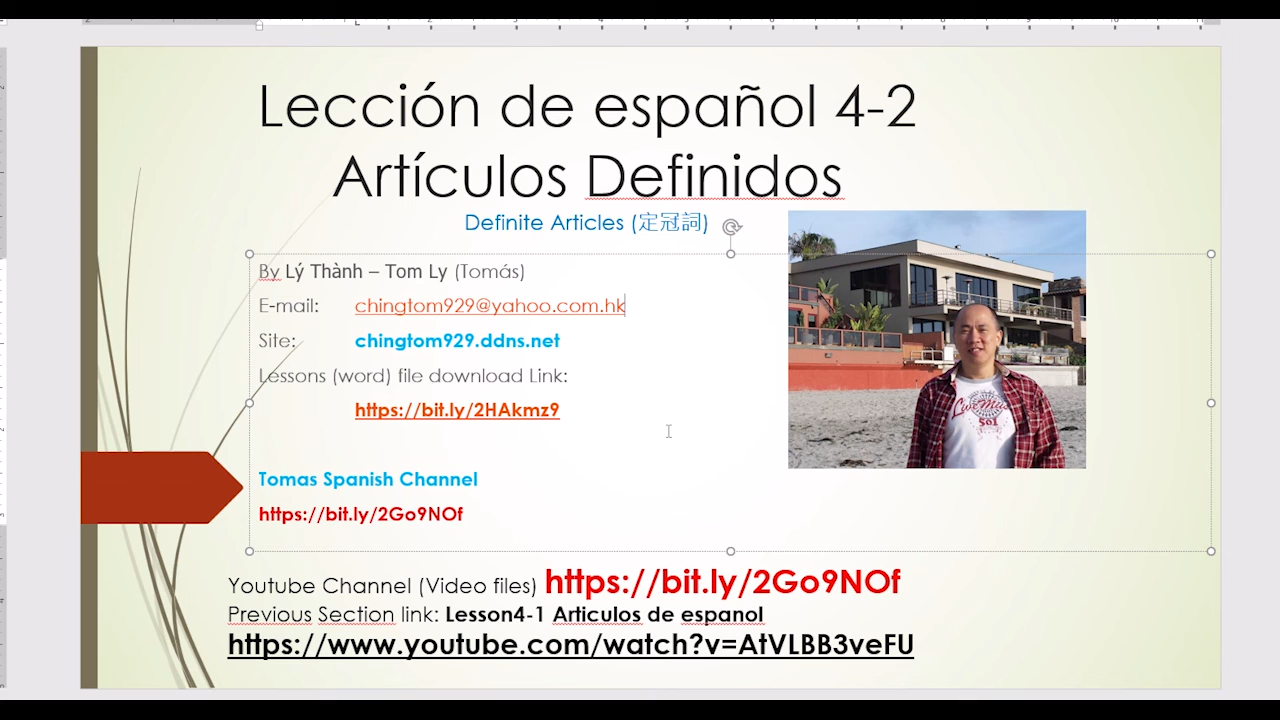 Lección de español 4-2
Artículos Definidos
Definite Articles (定冠詞)
By Lý Thành – Tom Ly (Tomás)
E-mail: chingtom929@yahoo.com.hk
Site: chingtom929.ddns.net
Lessons (word) file download Link:
https://bit.ly/2HAkmz9
Tomas Spanish Channel
https://bit.ly/2Go9NOf
Youtube Channel (Video files) https://bit.ly/2Go9NOf
Previous Section link: Lesson4-1 Articulos de espanol
https://www.youtube.com/watch?v=AtVLBB3veFU